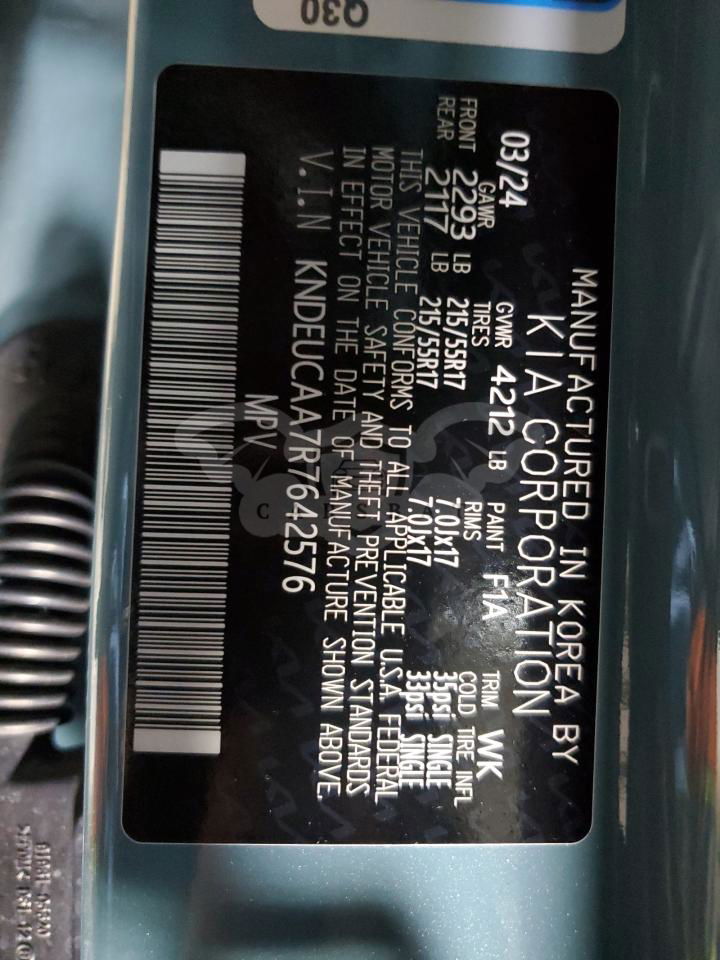 Q30
MANUFACTURED IN KOREA BY
KIA CORPORATION
03/24 GVWR 4212 LB PAINT F1A TRIM WK
GAWR TIRES RIMS COLD TIRE INFL
FRONT 2293 LB 215/55R17 7.0Jx17 35psi SINGLE
REAR 2117 LB 215/55R17 7.0Jx17 33psi SINGLE
THIS VEHICLE CONFORMS TO ALL APPLICABLE U.S.A. FEDERAL
MOTOR VEHICLE SAFETY AND THEFT PREVENTION STANDARDS
IN EFFECT ON THE DATE OF MANUFACTURE SHOWN ABOVE
V.I.N KNDEUCAA7R7642576
MPV